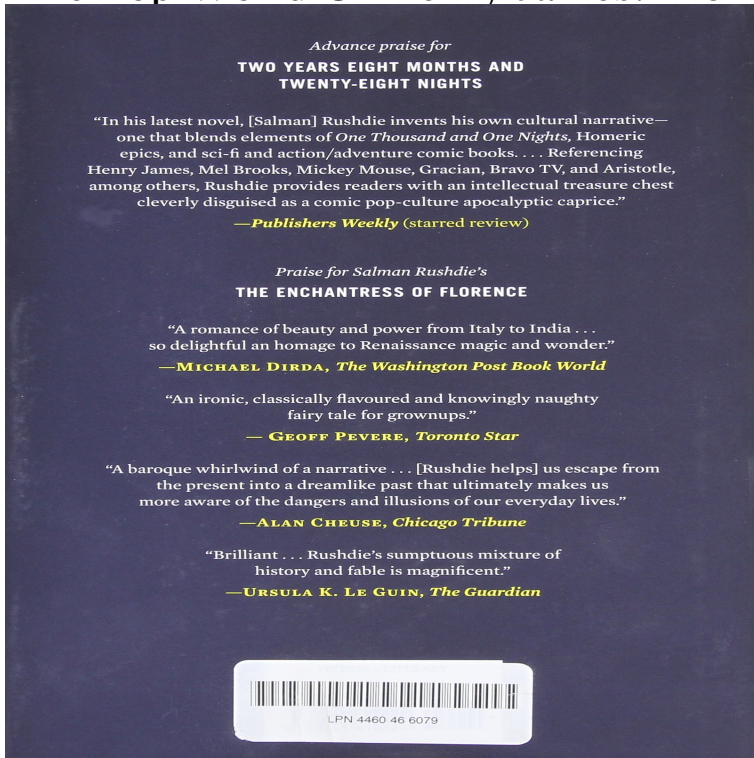 Advance praise for
TWO YEARS EIGHT MONTHS AND
TWENTY-EIGHT NIGHTS
“In his latest novel, [Salman] Rushdie invents his own cultural narrative—
one that blends elements of One Thousand and One Nights, Homeric
epics, and sci-fi and action/adventure comic books. . . . Referencing
Henry James, Mel Brooks, Mickey Mouse, Gracian, Bravo TV, and Aristotle,
among others, Rushdie provides readers with an intellectual treasure chest
cleverly disguised as a comic pop-culture apocalyptic caprice.”
—Publishers Weekly (starred review)
Praise for Salman Rushdie’s
THE ENCHANTRESS OF FLORENCE
“A romance of beauty and power from Italy to India . . .
so delightful an homage to Renaissance magic and wonder.”
—MICHAEL DIRDA, The Washington Post Book World
“An ironic, classically flavoured and knowingly naughty
fairy tale for grownups.”
— GEOFF PEVERE, Toronto Star
“A baroque whirlwind of a narrative . . . [Rushdie helps] us escape from
the present into a dreamlike past that ultimately makes us
more aware of the dangers and illusions of our everyday lives.”
—ALAN CHEUSE, Chicago Tribune
“Brilliant . . . Rushdie’s sumptuous mixture of
history and fable is magnificent.”
—URSULA K. LE GUIN, The Guardian
LPN 4460 46 6079